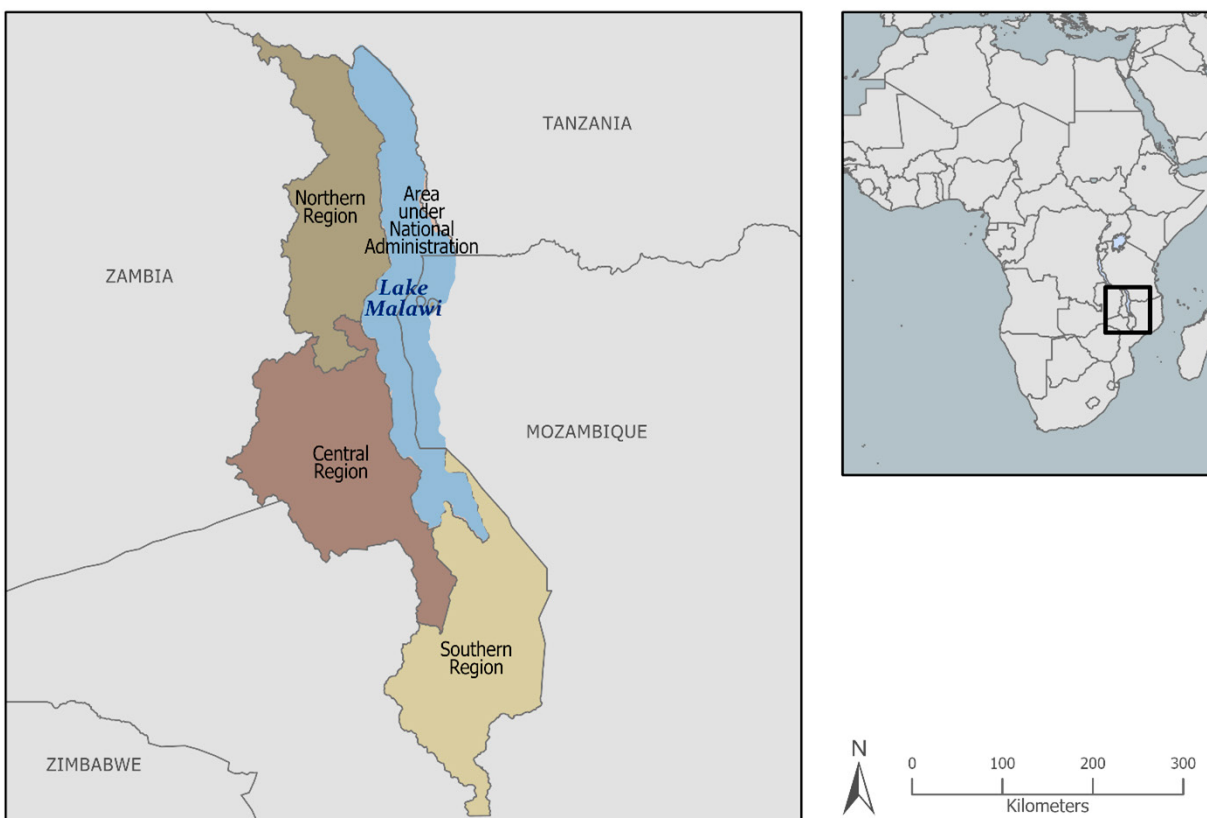 TANZANIA
Northern
Region
Area
under
National
Administration
ZAMBIA
Lake
Malawi
MOZAMBIQUE
Central
Region
Southern
Region
ZIMBABWE
N
0 100 200 300
Kilometers